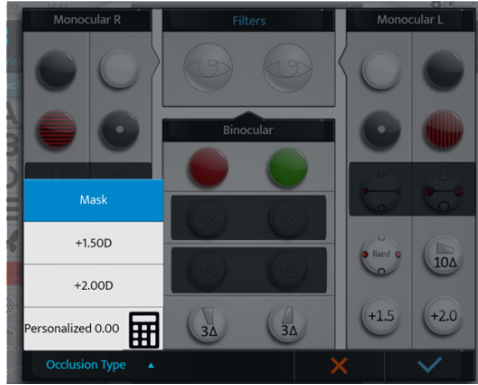 Monocular R
Filters
Monocular L
Binocular
Mask
+1.50D
+2.00D
Personalized 0.00
3Δ
3Δ
fixed
10Δ
+1.5
+2.0
Occlusion Type